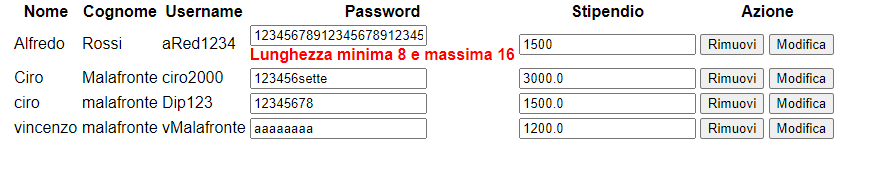 Nome Cognome Username Password Stipendio Azione
Alfredo Rossi aRed1234 12345678912345678912345 1500 Rimuovi Modifica
Lunghezza minima 8 e massima 16
Ciro Malafronte ciro2000 123456sette 3000.0 Rimuovi Modifica
ciro malafronte Dip123 12345678 1500.0 Rimuovi Modifica
vincenzo malafronte vMalafronte aaaaaaaa 1200.0 Rimuovi Modifica